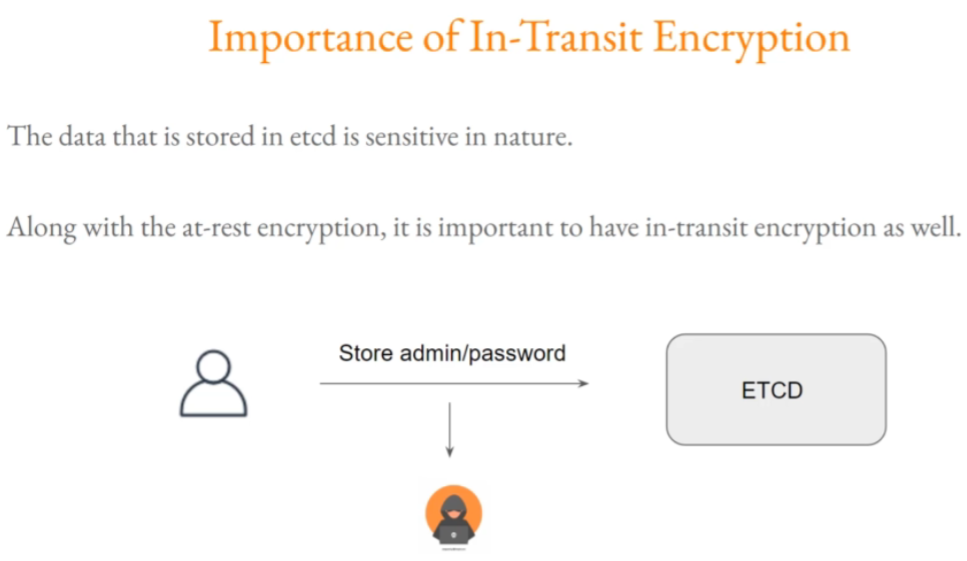 Importance of In-Transit Encryption
The data that is stored in etcd is sensitive in nature.
Along with the at-rest encryption, it is important to have in-transit encryption as well.
Store admin/password
ETCD